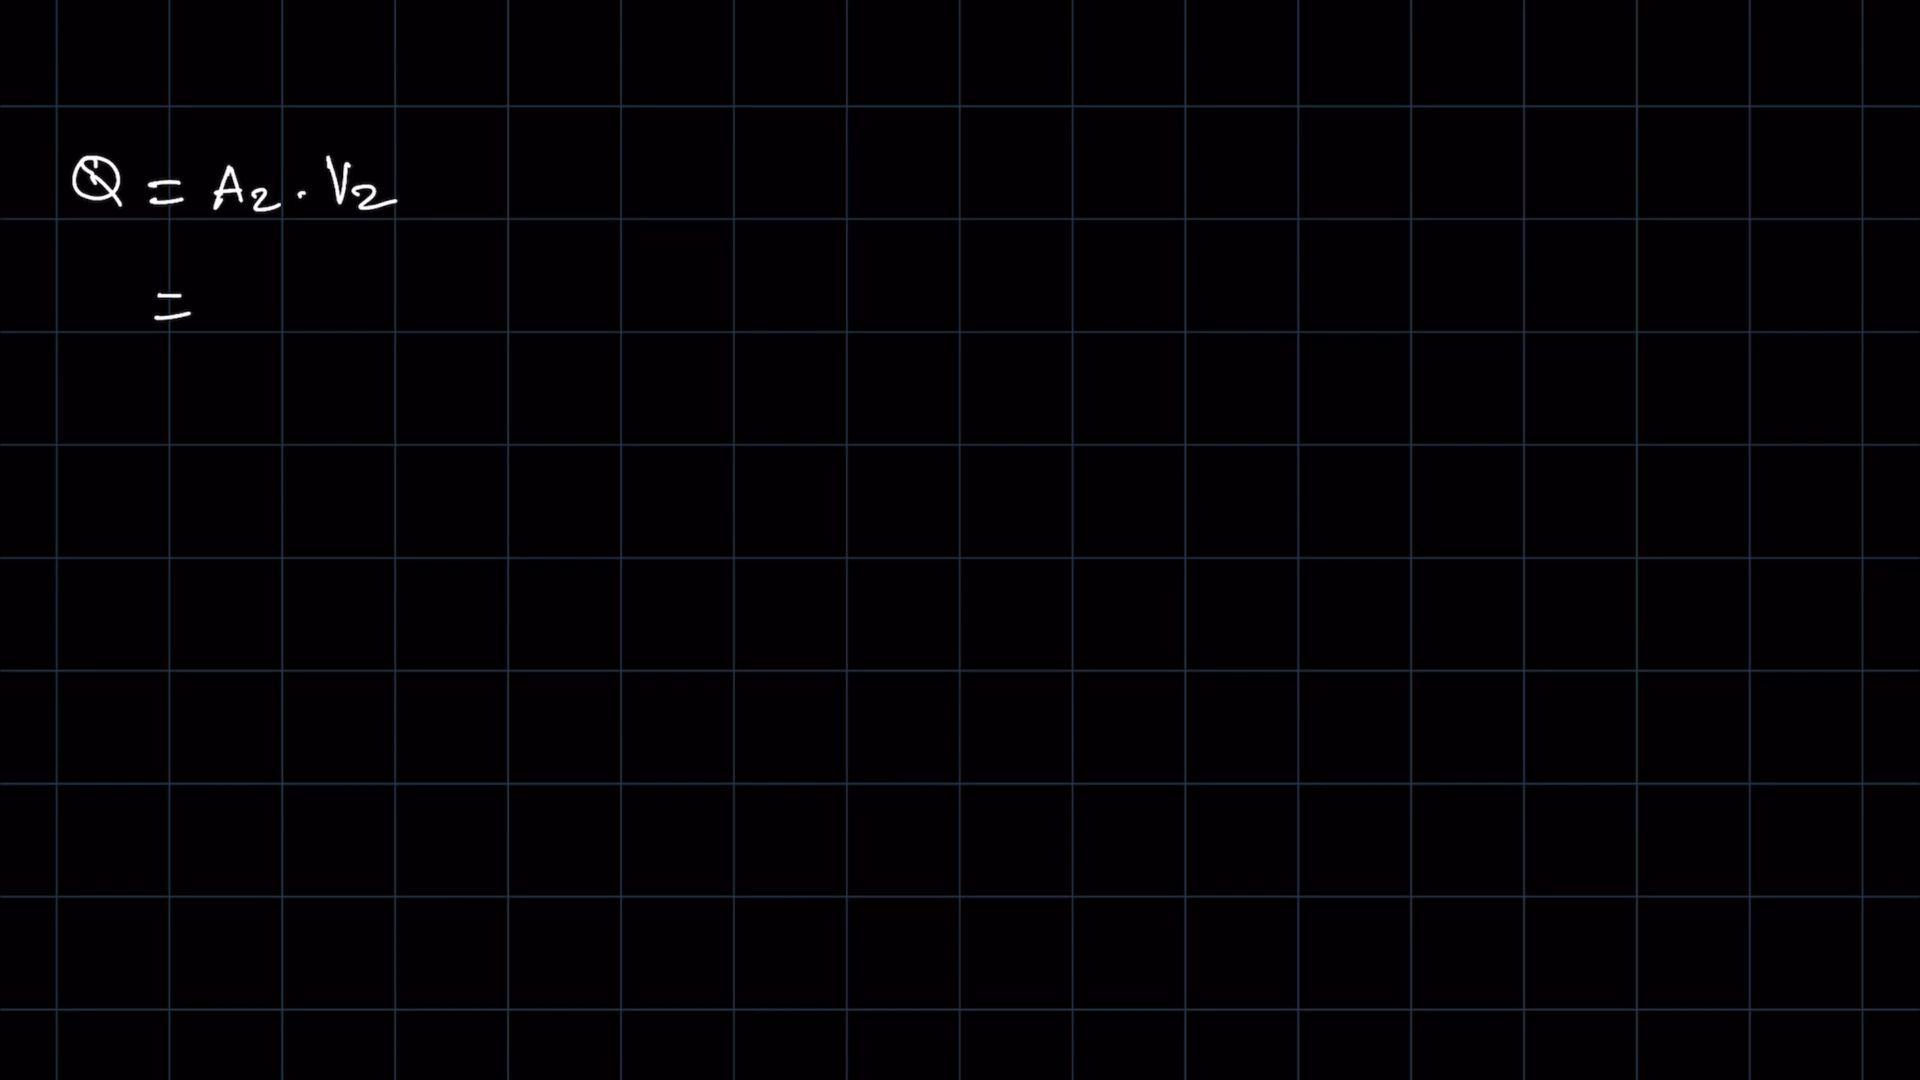 Q = A₂ . V₂
=